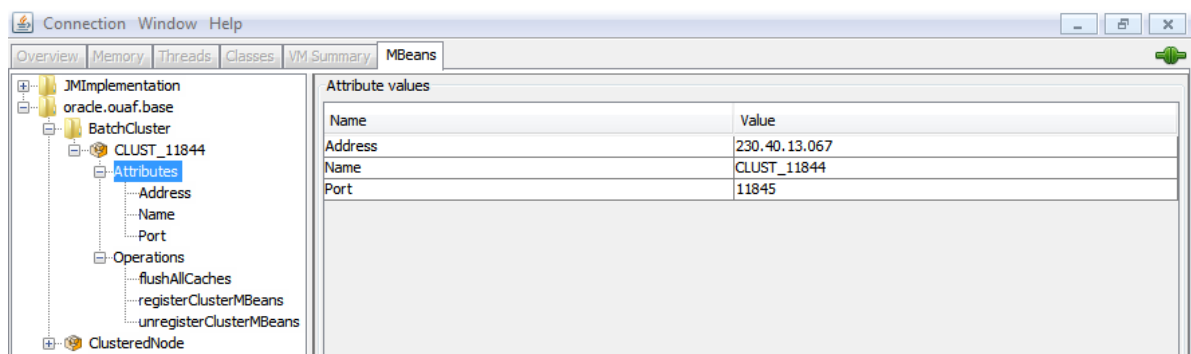 Connection Window Help
Overview Memory Threads Classes VM Summary MBeans
JMImplementation
oracle.ouaf.base
BatchCluster
CLUST_11844
Attributes
Address
Name
Port
Operations
flushAllCaches
registerClusterMBeans
unregisterClusterMBeans
ClusteredNode
Attribute values
Name Value
Address 230.40.13.067
Name CLUST_11844
Port 11845